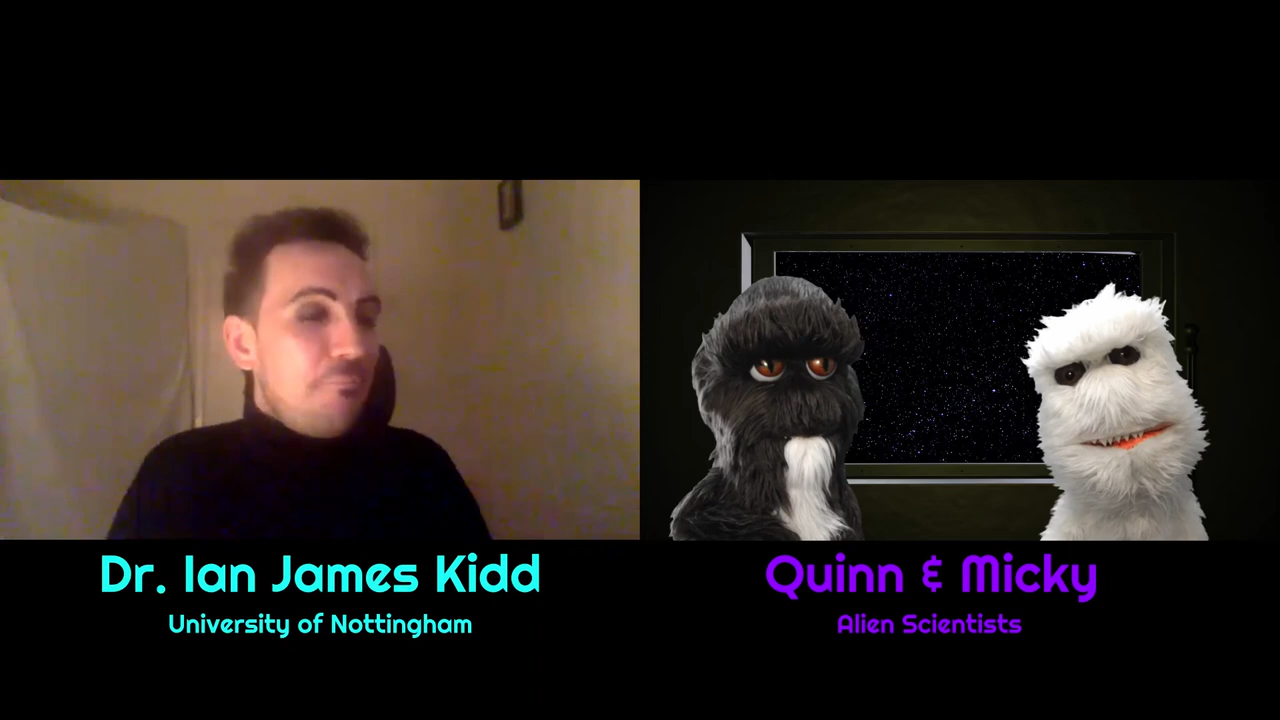 Dr. Ian James Kidd
University of Nottingham
Quinn & Micky
Alien Scientists